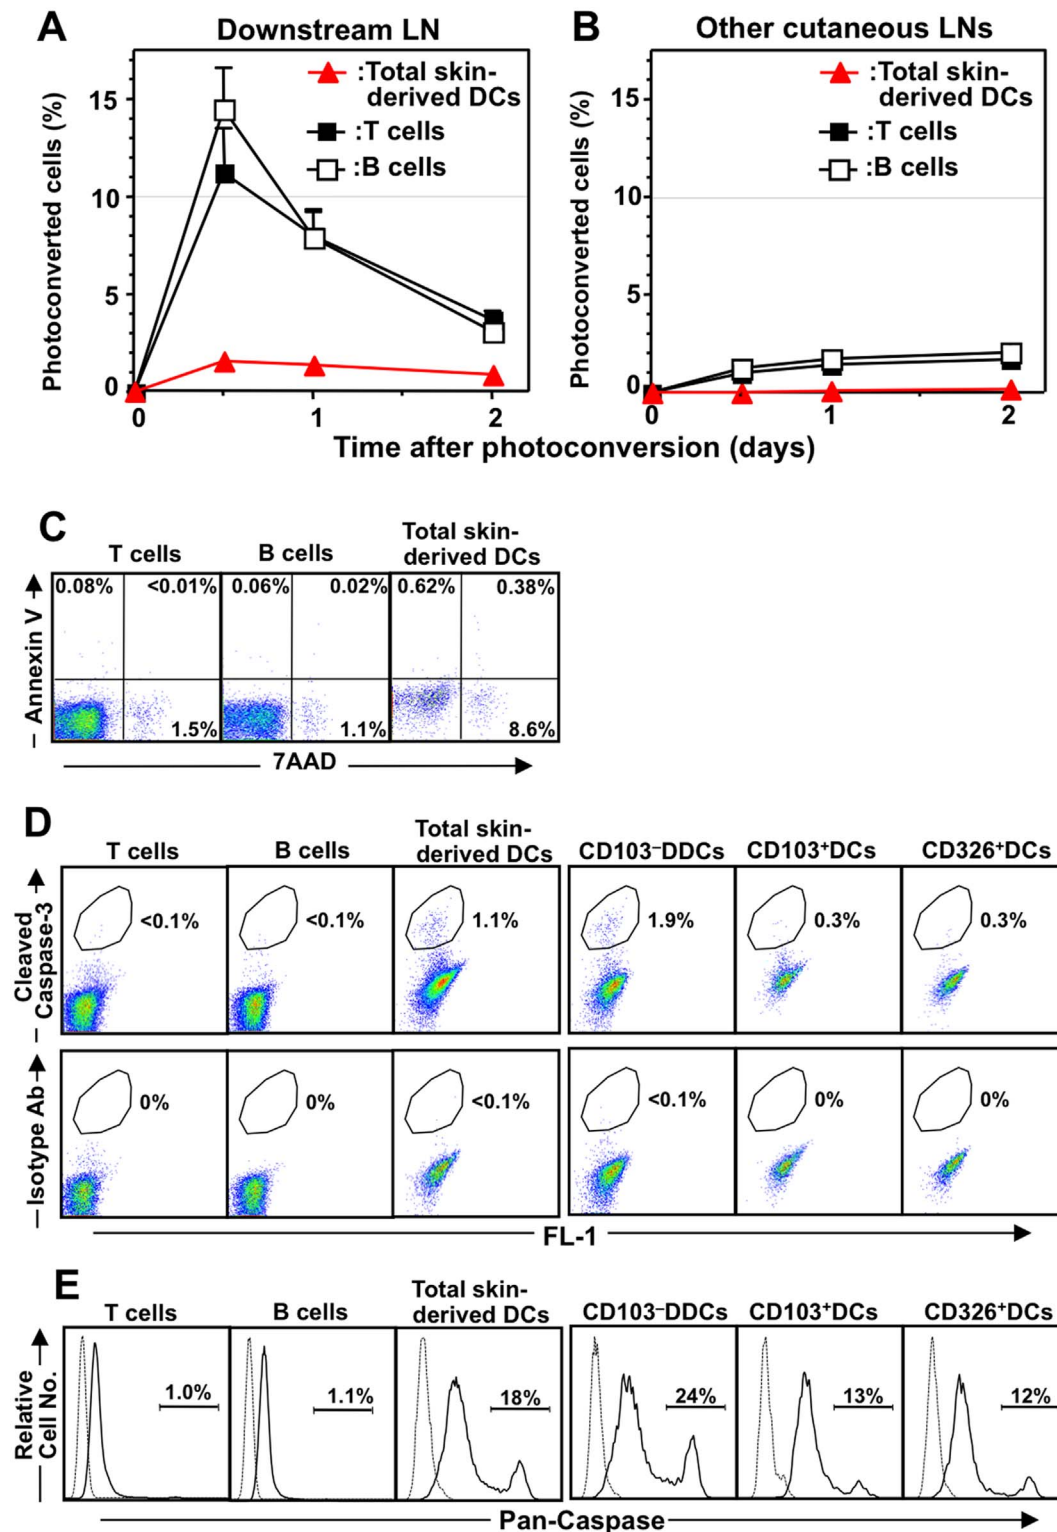 A
Downstream LN
Photoconverted cells (%)
15
10
5
0
:Total skin-
derived DCs
:T cells
:B cells
0
1
2
B
Other cutaneous LNs
Photoconverted cells (%)
15
10
5
0
:Total skin-
derived DCs
:T cells
:B cells
0
1
2
Time after photoconversion (days)
C
T cells
B cells
Total skin-
derived DCs
Annexin V
0.08%
<0.01%
0.06%
0.02%
0.62%
0.38%
1.5%
1.1%
8.6%
7AAD
D
T cells
B cells
Total skin-
derived DCs
CD103⁻DDCs
CD103⁺DCs
CD326⁺DCs
Cleaved
Caspase-3
<0.1%
<0.1%
1.1%
1.9%
0.3%
0.3%
Isotype Ab
0%
0%
<0.1%
<0.1%
0%
0%
FL-1
E
T cells
B cells
Total skin-
derived DCs
CD103⁻DDCs
CD103⁺DCs
CD326⁺DCs
Relative
Cell No.
1.0%
1.1%
18%
24%
13%
12%
Pan-Caspase